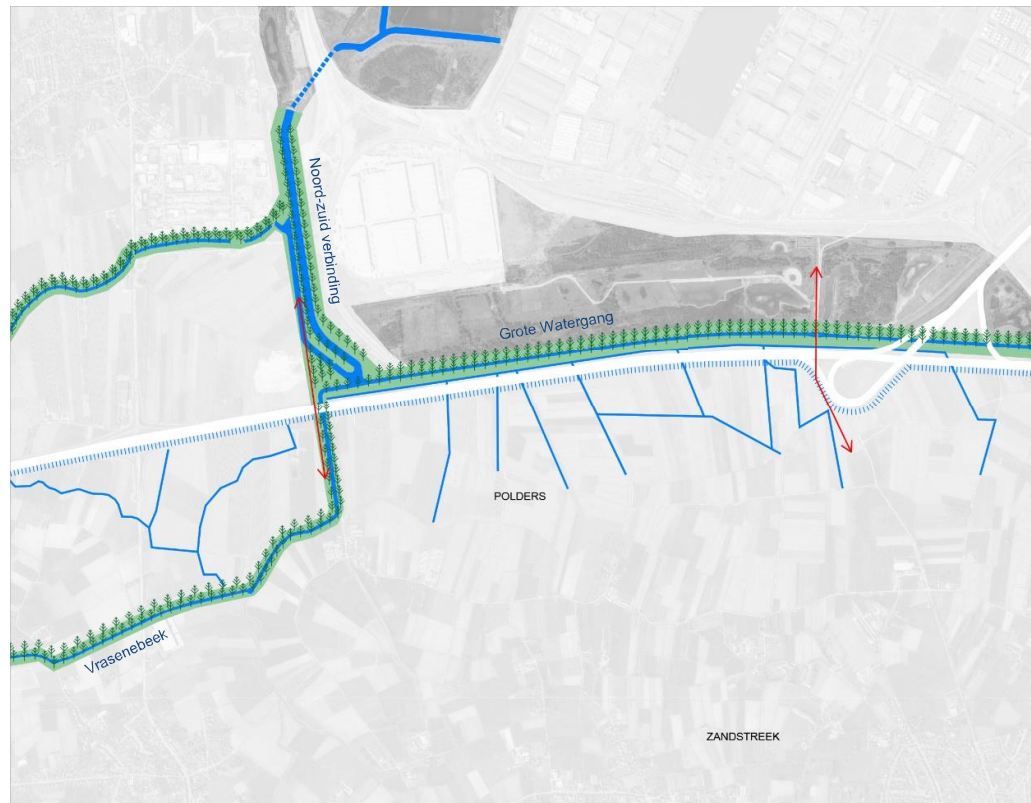 Noord-zuid verbinding
Grote Watergang
POLDERS
Vrasenebeek
ZANDSTREEK